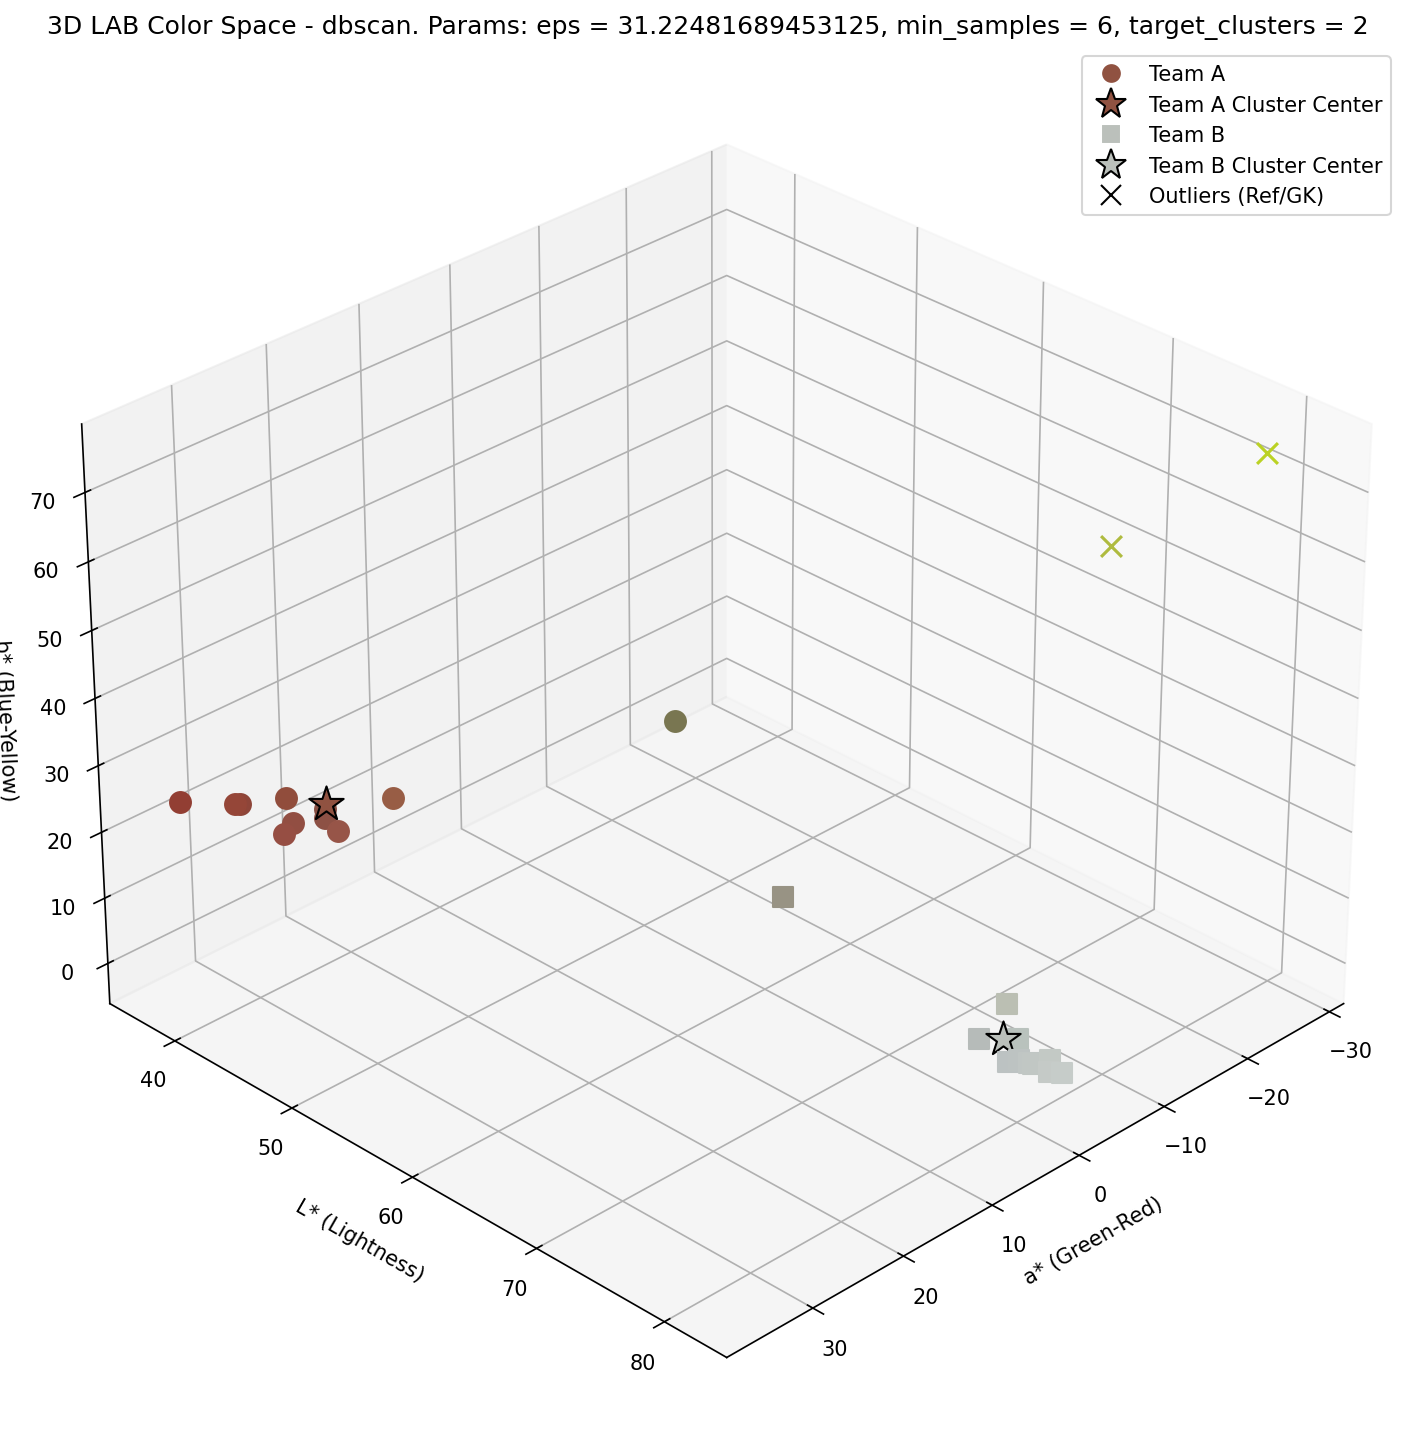 3D LAB Color Space - dbscan. Params: eps = 31.22481689453125, min_samples = 6, target_clusters = 2
Team A
Team A Cluster Center
Team B
Team B Cluster Center
Outliers (Ref/GK)
70
60
50
40
30
20
10
0
b* (Blue-Yellow)
40
50
60
70
80
L* (Lightness)
−30
−20
−10
0
10
20
30
a* (Green-Red)